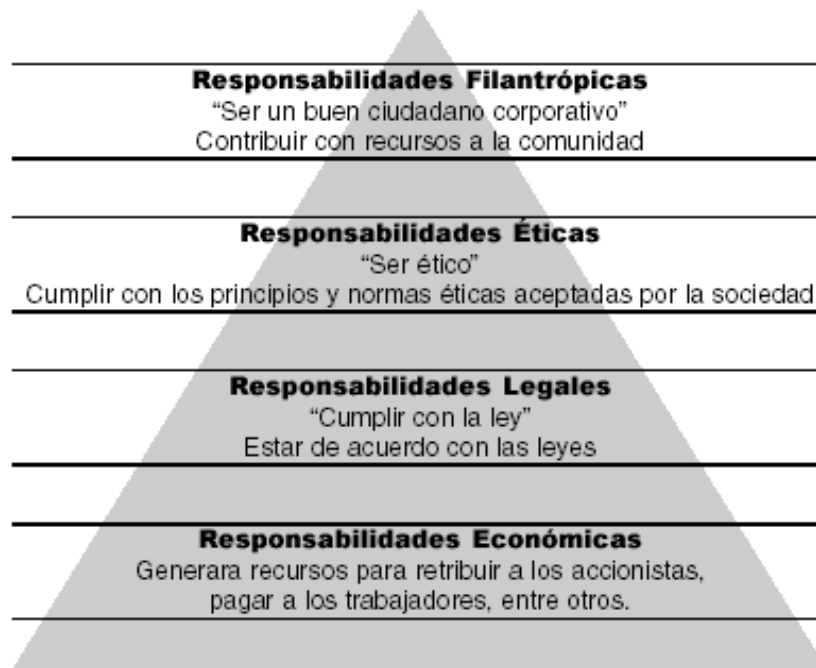 Responsabilidades Filantrópicas
“Ser un buen ciudadano corporativo”
Contribuir con recursos a la comunidad
Responsabilidades Éticas
“Ser ético”
Cumplir con los principios y normas éticas aceptadas por la sociedad
Responsabilidades Legales
“Cumplir con la ley”
Estar de acuerdo con las leyes
Responsabilidades Económicas
Generara recursos para retribuir a los accionistas,
pagar a los trabajadores, entre otros.